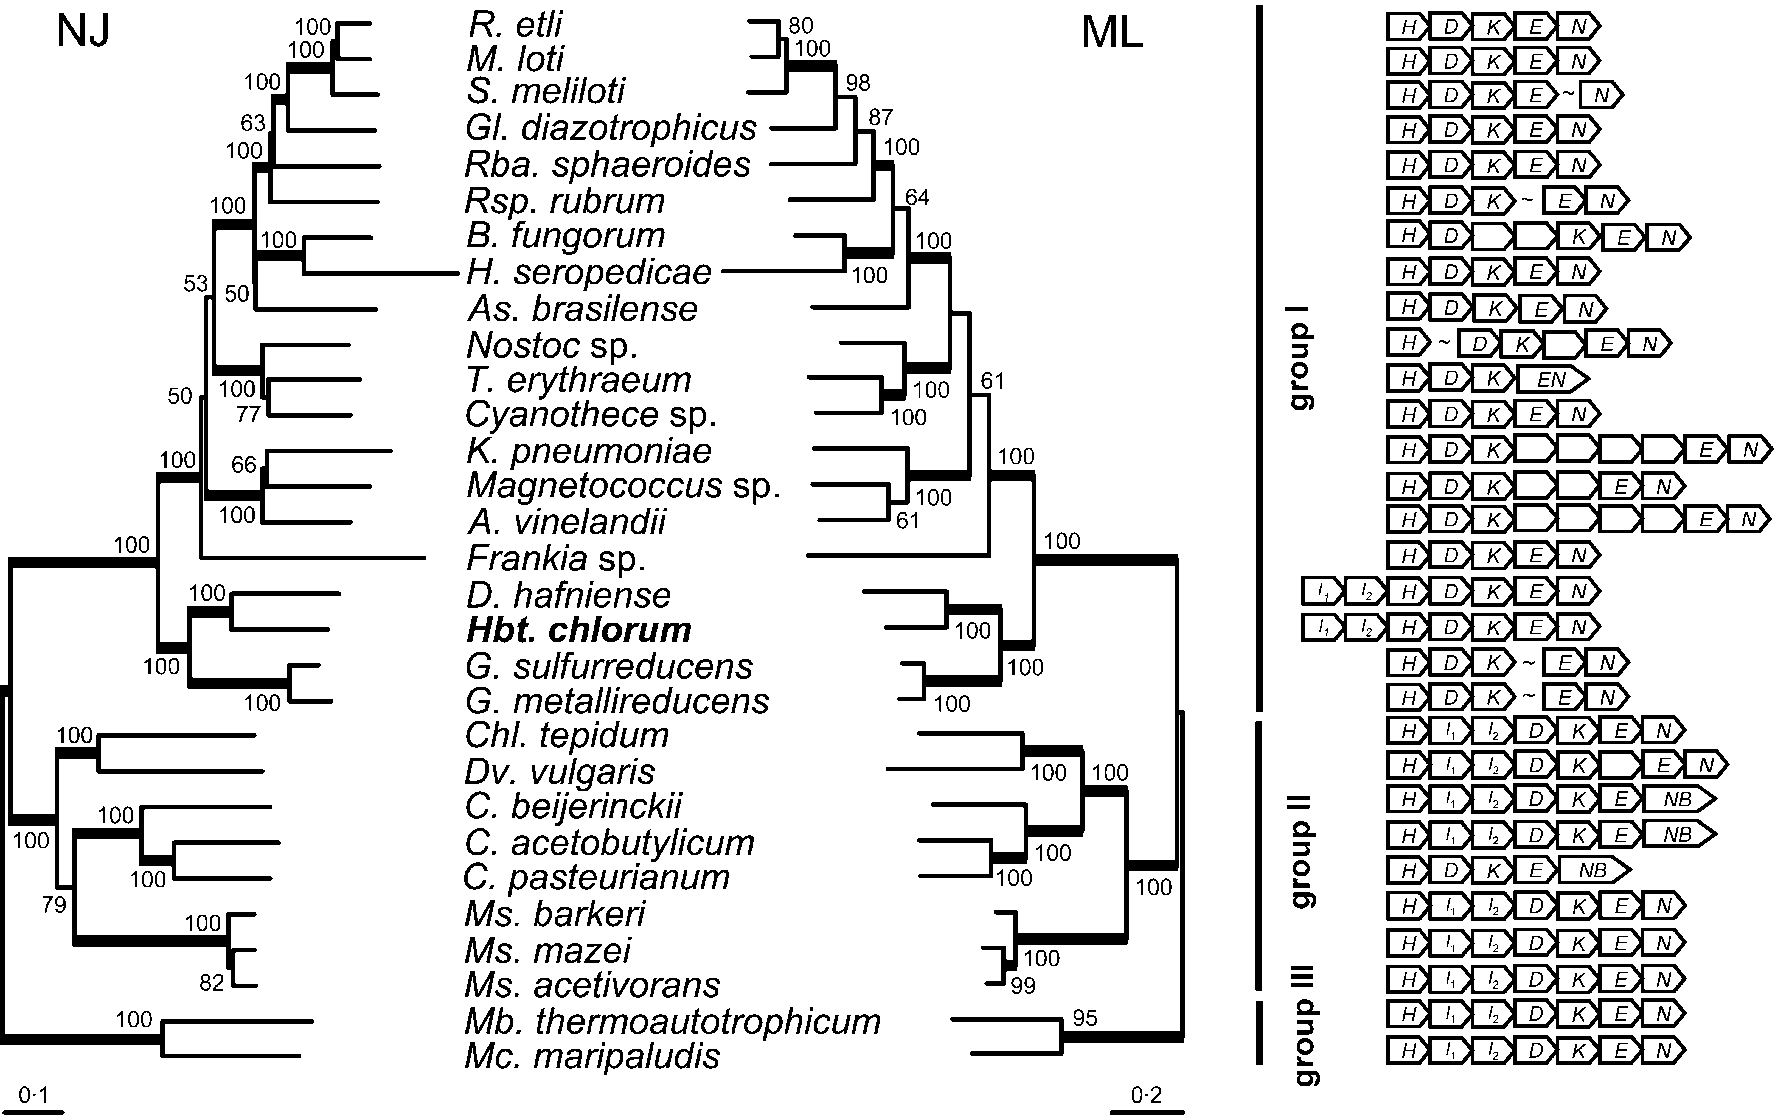 NJ
ML
100 R. etli 80 H D K E N
100 M. loti 100 H D K E N
100 S. meliloti 98 H D K E ~ N
63 Gl. diazotrophicus 87 H D K E N
100 Rba. sphaeroides 100 H D K E N
100 Rsp. rubrum 64 H D K ~ E N
100 B. fungorum 100 H D K E N
H. seropedicae 100 H D K E N
53 50 As. brasilense H D K E N
Nostoc sp. H ~ D K E N
100 T. erythraeum 100 61 H D K EN
50 77 Cyanothece sp. 100 H D K E N
100 66 K. pneumoniae 100 H D K E N
Magnetococcus sp. 100 H D K E N
100 A. vinelandii 61 H D K E N
100 Frankia sp. 100 H D K E N
100 D. hafniense I1 I2 H D K E N
Hbt. chlorum 100 I1 I2 H D K E N
100 G. sulfurreducens 100 H D K ~ E N
100 G. metallireducens 100 H D K ~ E N
100 Chl. tepidum H I1 I2 D K E N
Dv. vulgaris 100 100 H I1 I2 D K E N
100 C. beijerinckii H I1 I2 D K E NB
100 C. acetobutylicum 100 H I1 I2 D K E NB
100 C. pasteurianum 100 100 H D K E NB
79 100 Ms. barkeri H I1 I2 D K E N
Ms. mazei 100 H I1 I2 D K E N
82 Ms. acetivorans 99 H I1 I2 D K E N
100 Mb. thermoautotrophicum 95 H I1 I2 D K E N
Mc. maripaludis H I1 I2 D K E N
group I
group II
group III
0·1
0·2